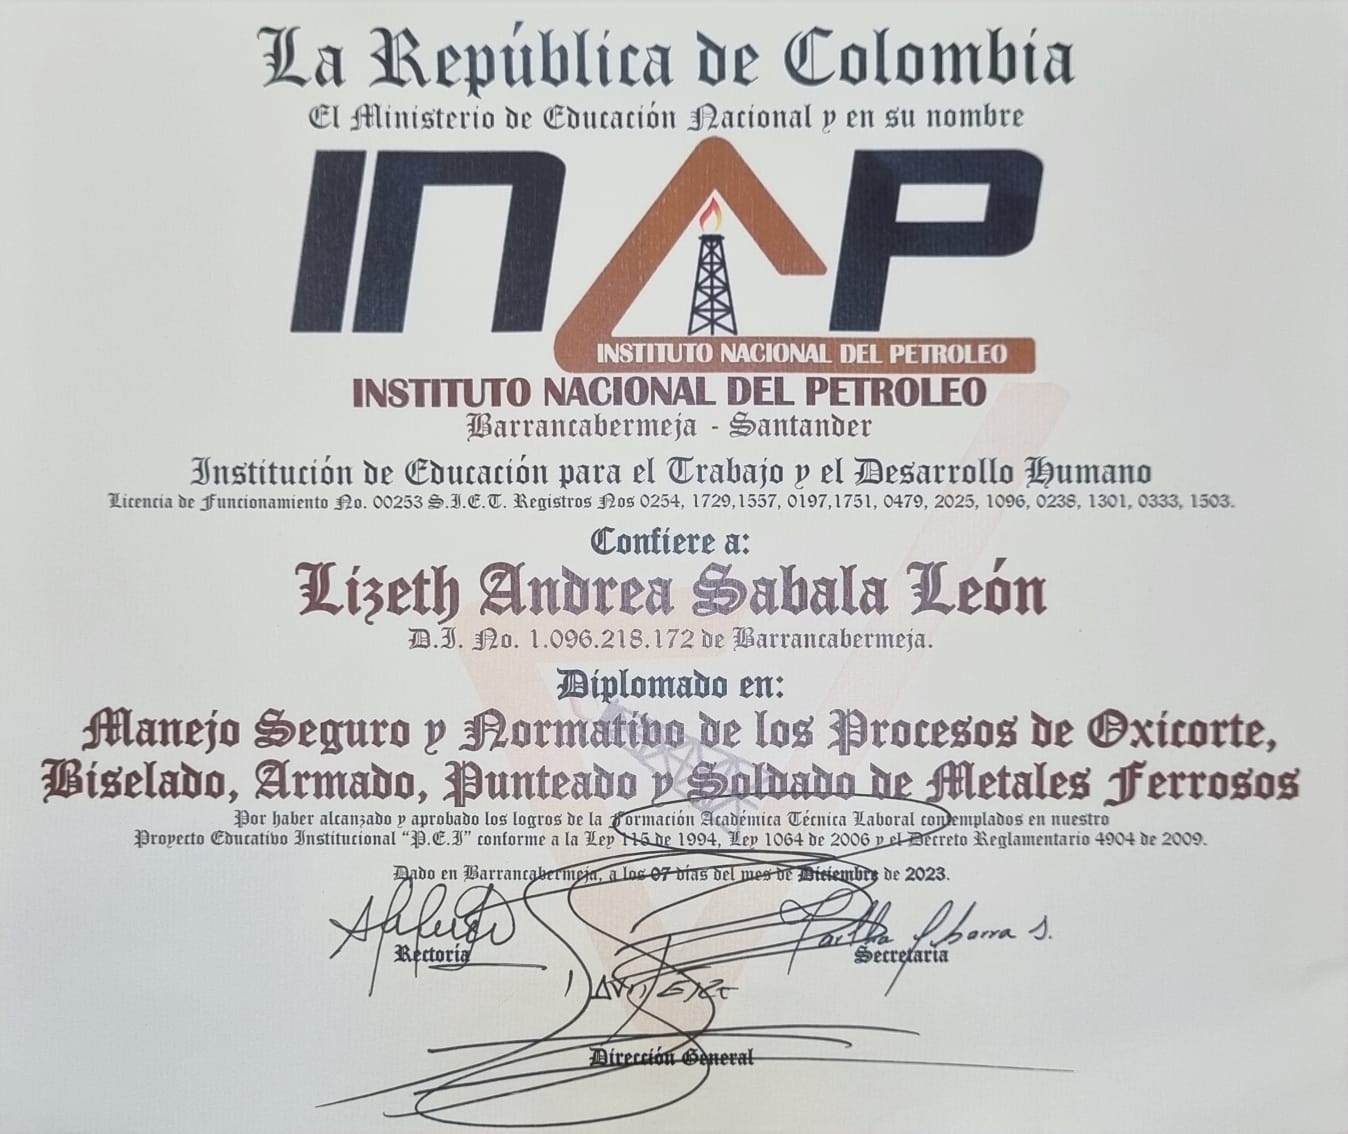 La República de Colombia
El Ministerio de Educación Nacional y en su nombre
INAP
INSTITUTO NACIONAL DEL PETROLEO
INSTITUTO NACIONAL DEL PETROLEO
Barrancabermeja - Santander
Institución de Educación para el Trabajo y el Desarrollo Humano
Licencia de Funcionamiento No. 00253 S.I.E.T. Registros Nos 0254, 1729,1557, 0197,1751, 0479, 2025, 1096, 0238, 1301, 0333, 1503.
Confiere a:
Lizeth Andrea Sabala León
D.I. No. 1.096.218.172 de Barrancabermeja.
Diplomado en:
Manejo Seguro y Normativo de los Procesos de Oxicorte,
Biselado, Armado, Punteado y Soldado de Metales Ferrosos
Por haber alcanzado y aprobado los logros de la Formación Académica Técnica Laboral contemplados en nuestro
Proyecto Educativo Institucional "P.E.I" conforme a la Ley 115 de 1994, Ley 1064 de 2006 y el Decreto Reglamentario 4904 de 2009.
Dado en Barrancabermeja, a los 07 días del mes de Diciembre de 2023.
Ibarra S.
Rectoría
Secretaria
Dirección General